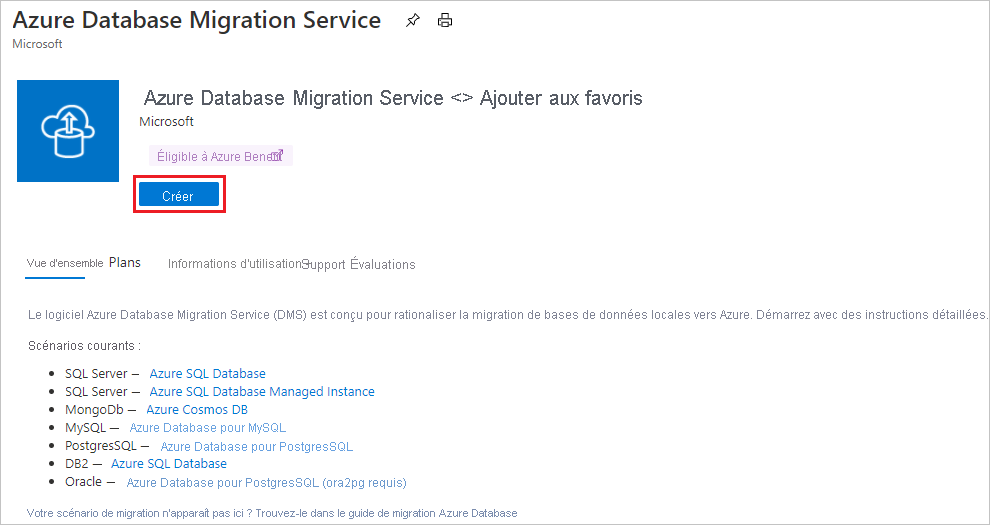 Azure Database Migration Service
Microsoft
Azure Database Migration Service <> Ajouter aux favoris
Microsoft
Éligible à Azure Benefi
Créer
Vue d'ensemble Plans Informations d'utilisation+ Support Évaluations
Le logiciel Azure Database Migration Service (DMS) est conçu pour rationaliser la migration de bases de données locales vers Azure. Démarrez avec des instructions détaillées.
Scénarios courants :
• SQL Server — Azure SQL Database
• SQL Server — Azure SQL Database Managed Instance
• MongoDb — Azure Cosmos DB
• MySQL — Azure Database pour MySQL
• PostgresSQL — Azure Database pour PostgresSQL
• DB2 — Azure SQL Database
• Oracle — Azure Database pour PostgresSQL (ora2pg requis)
Votre scénario de migration n'apparaît pas ici ? Trouvez-le dans le guide de migration Azure Database